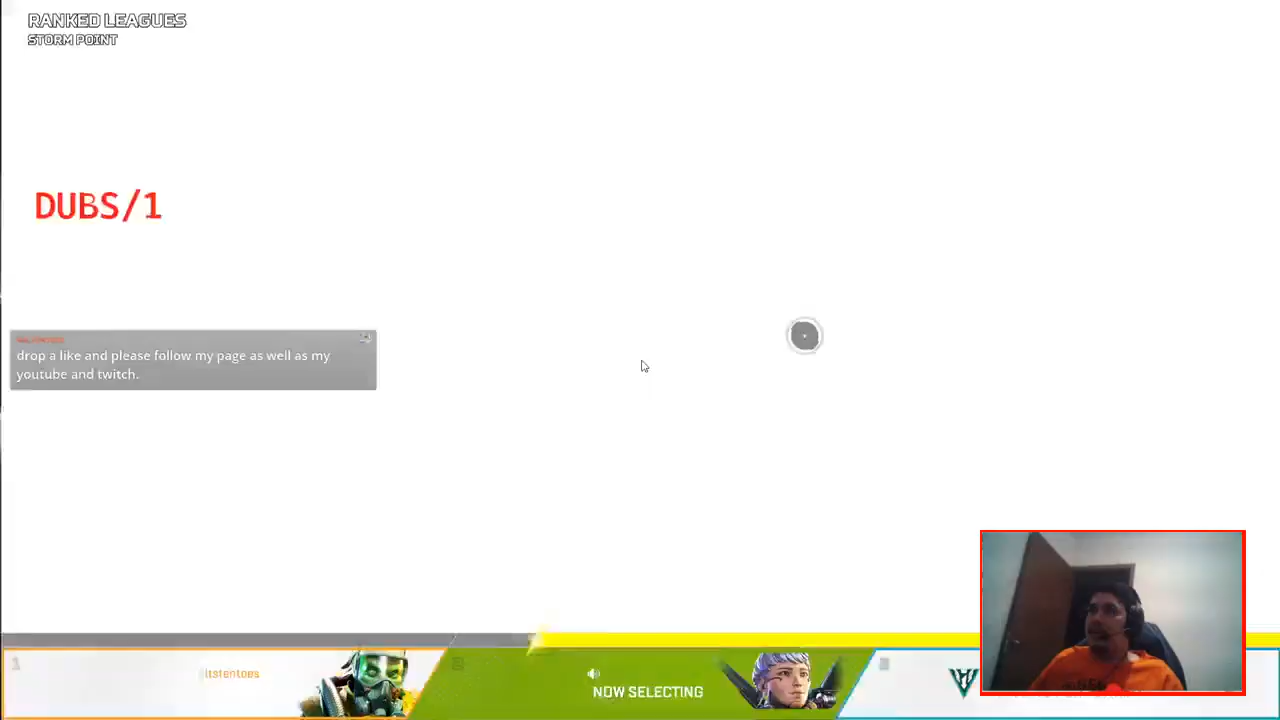 RANKED LEAGUES
STORM POINT
DUBS/1
drop a like and please follow my page as well as my
youtube and twitch.
1
itstentoes
NOW SELECTING